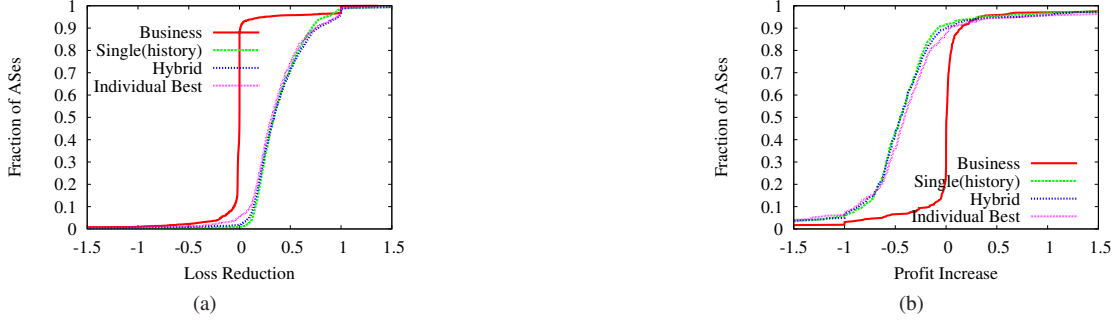 1
0.9
0.8
0.7
0.6
0.5
0.4
0.3
0.2
0.1
0
Fraction of ASes
Business
Single(history)
Hybrid
Individual Best
-1.5 -1 -0.5 0 0.5 1 1.5
Loss Reduction
(a)
1
0.9
0.8
0.7
0.6
0.5
0.4
0.3
0.2
0.1
0
Fraction of ASes
Business
Single(history)
Hybrid
Individual Best
-1.5 -1 -0.5 0 0.5 1 1.5
Profit Increase
(b)